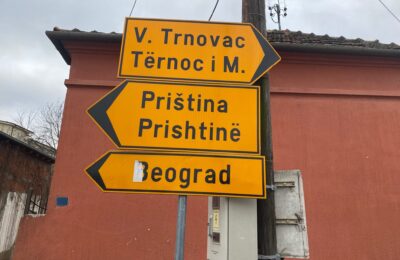 V. Trnovac
Tërnoc i M.
Priština
Prishtinë
Beograd